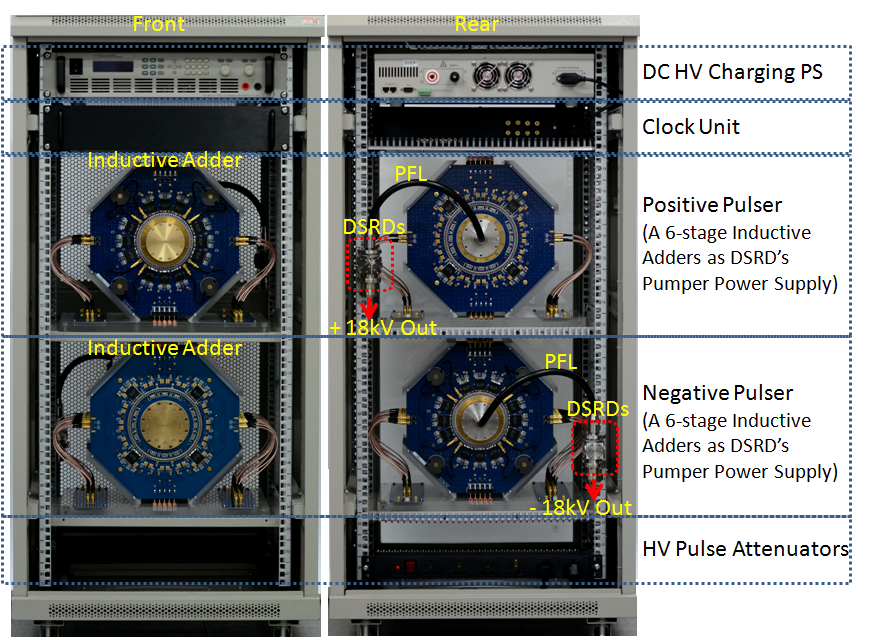 Front
Rear
DC HV Charging PS
Clock Unit
Inductive Adder
PFL
DSRDs
+ 18kV Out
Positive Pulser
(A 6-stage Inductive
Adders as DSRD's
Pumper Power Supply)
Inductive Adder
PFL
DSRDs
- 18kV Out
Negative Pulser
(A 6-stage Inductive
Adders as DSRD's
Pumper Power Supply)
HV Pulse Attenuators